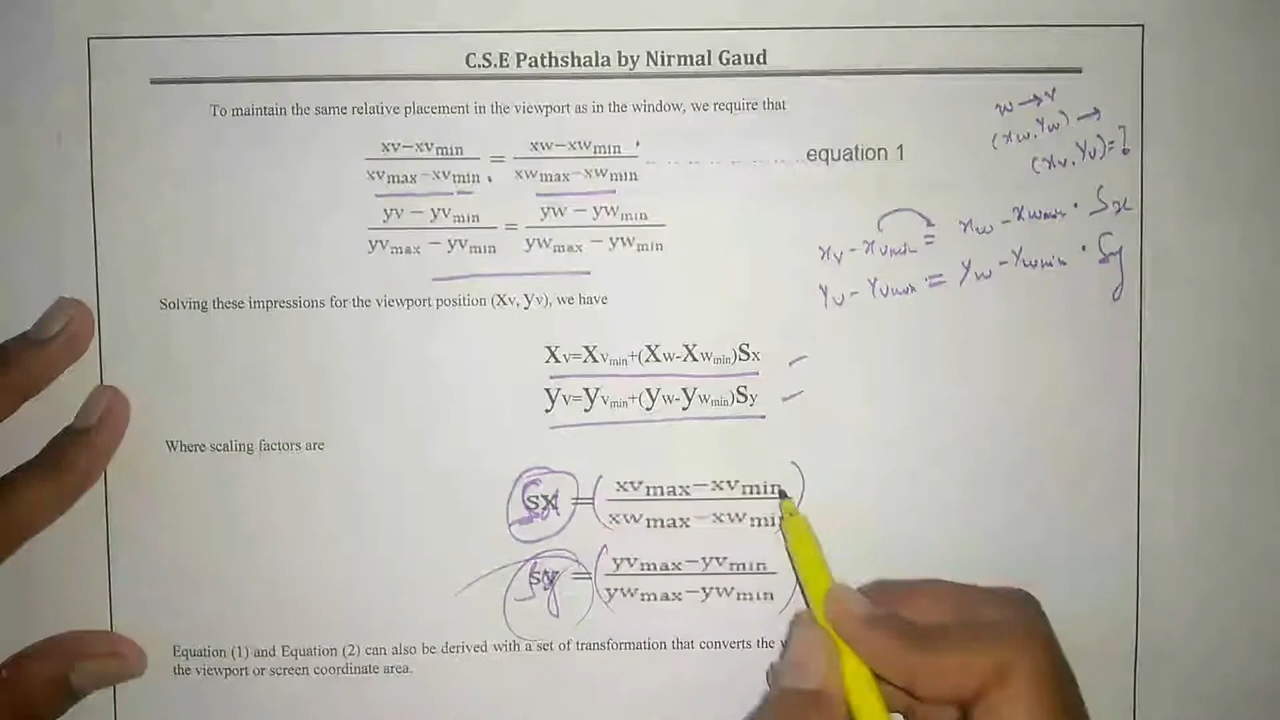 C.S.E Pathshala by Nirmal Gaud
To maintain the same relative placement in the viewport as in the window, we require that
w → v
(xw, Yw) →
(xv, Yv) = ?
xv−xvmin / xvmax−xvmin = xw−xwmin / xwmax−xwmin equation 1
yv − yvmin / yvmax − yvmin = yw − ywmin / ywmax − ywmin
xv − xvmin = xw − xwmin · Sx
Yv − Yvmin = Yw − Ywmin · Sy
Solving these impressions for the viewport position (Xv, yv), we have
Xv=Xvmin+(Xw-Xwmin)Sx
yv=yvmin+(yw-ywmin)Sy
Where scaling factors are
sx = ( xvmax−xvmin / xwmax−xwmi )
sy = ( yvmax−yvmin / ywmax−ywmin
Equation (1) and Equation (2) can also be derived with a set of transformation that converts the
the viewport or screen coordinate area.